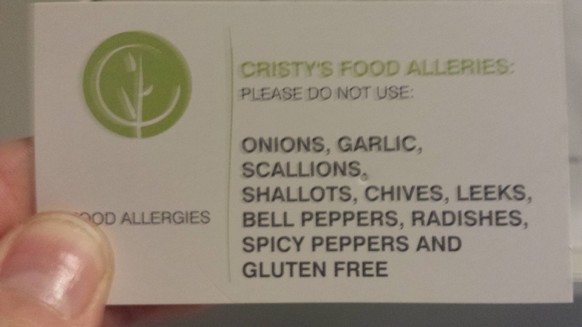 CRISTY'S FOOD ALLERIES:
PLEASE DO NOT USE:
ONIONS, GARLIC,
SCALLIONS,
SHALLOTS, CHIVES, LEEKS,
BELL PEPPERS, RADISHES,
SPICY PEPPERS AND
GLUTEN FREE
OOD ALLERGIES